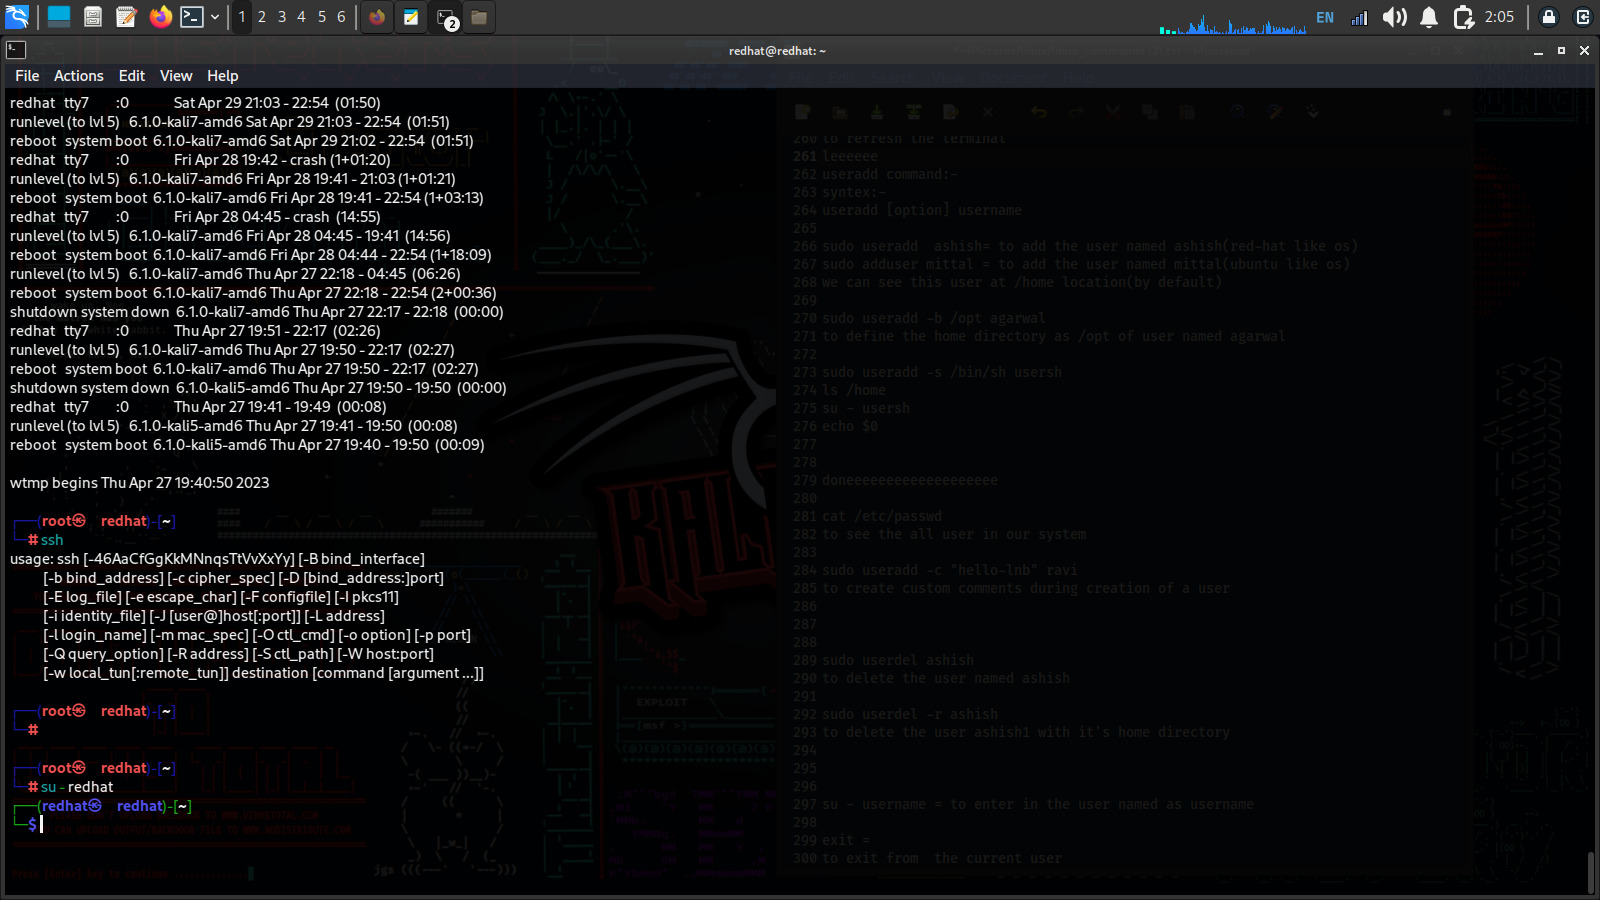 1 2 3 4 5 6
2
EN
2:05
redhat@redhat: ~
File Actions Edit View Help
redhat tty7 :0 Sat Apr 29 21:03 - 22:54 (01:50)
runlevel (to lvl 5) 6.1.0-kali7-amd6 Sat Apr 29 21:03 - 22:54 (01:51)
reboot system boot 6.1.0-kali7-amd6 Sat Apr 29 21:02 - 22:54 (01:51)
redhat tty7 :0 Fri Apr 28 19:42 - crash (1+01:20)
runlevel (to lvl 5) 6.1.0-kali7-amd6 Fri Apr 28 19:41 - 21:03 (1+01:21)
reboot system boot 6.1.0-kali7-amd6 Fri Apr 28 19:41 - 22:54 (1+03:13)
redhat tty7 :0 Fri Apr 28 04:45 - crash (14:55)
runlevel (to lvl 5) 6.1.0-kali7-amd6 Fri Apr 28 04:45 - 19:41 (14:56)
reboot system boot 6.1.0-kali7-amd6 Fri Apr 28 04:44 - 22:54 (1+18:09)
runlevel (to lvl 5) 6.1.0-kali7-amd6 Thu Apr 27 22:18 - 04:45 (06:26)
reboot system boot 6.1.0-kali7-amd6 Thu Apr 27 22:18 - 22:54 (2+00:36)
shutdown system down 6.1.0-kali7-amd6 Thu Apr 27 22:17 - 22:18 (00:00)
redhat tty7 :0 Thu Apr 27 19:51 - 22:17 (02:26)
runlevel (to lvl 5) 6.1.0-kali7-amd6 Thu Apr 27 19:50 - 22:17 (02:27)
reboot system boot 6.1.0-kali7-amd6 Thu Apr 27 19:50 - 22:17 (02:27)
shutdown system down 6.1.0-kali5-amd6 Thu Apr 27 19:50 - 19:50 (00:00)
redhat tty7 :0 Thu Apr 27 19:41 - 19:49 (00:08)
runlevel (to lvl 5) 6.1.0-kali5-amd6 Thu Apr 27 19:41 - 19:50 (00:08)
reboot system boot 6.1.0-kali5-amd6 Thu Apr 27 19:40 - 19:50 (00:09)
wtmp begins Thu Apr 27 19:40:50 2023
┌──(root㉿ redhat)-[~]
└─# ssh
usage: ssh [-46AaCfGgKkMNnqsTtVvXxYy] [-B bind_interface]
[-b bind_address] [-c cipher_spec] [-D [bind_address:]port]
[-E log_file] [-e escape_char] [-F configfile] [-I pkcs11]
[-i identity_file] [-J [user@]host[:port]] [-L address]
[-l login_name] [-m mac_spec] [-O ctl_cmd] [-o option] [-p port]
[-Q query_option] [-R address] [-S ctl_path] [-W host:port]
[-w local_tun[:remote_tun]] destination [command [argument ...]]
┌──(root㉿ redhat)-[~]
└─#
┌──(root㉿ redhat)-[~]
└─# su - redhat
┌──(redhat㉿ redhat)-[~]
└─$
260 to refresh the terminal
261 leeeeee
262 useradd command:-
263 syntex:-
264 useradd [option] username
265
266 sudo useradd ashish= to add the user named ashish(red-hat like os)
267 sudo adduser mittal = to add the user named mittal(ubuntu like os)
268 we can see this user at /home location(by default)
269
270 sudo useradd -b /opt agarwal
271 to define the home directory as /opt of user named agarwal
272
273 sudo useradd -s /bin/sh usersh
274 ls /home
275 su - usersh
276 echo $0
277
278
279 doneeeeeeeeeeeeeeeeeeee
280
281 cat /etc/passwd
282 to see the all user in our system
283
284 sudo useradd -c "hello-lnb" ravi
285 to create custom comments during creation of a user
286
287
288
289 sudo userdel ashish
290 to delete the user named ashish
291
292 sudo userdel -r ashish
293 to delete the user ashish1 with it's home directory
294
295
296
297 su - username = to enter in the user named as username
298
299 exit =
300 to exit from the current user
KAL
EXPLOIT
[msf >]
Press [Enter] key to continue
jgs